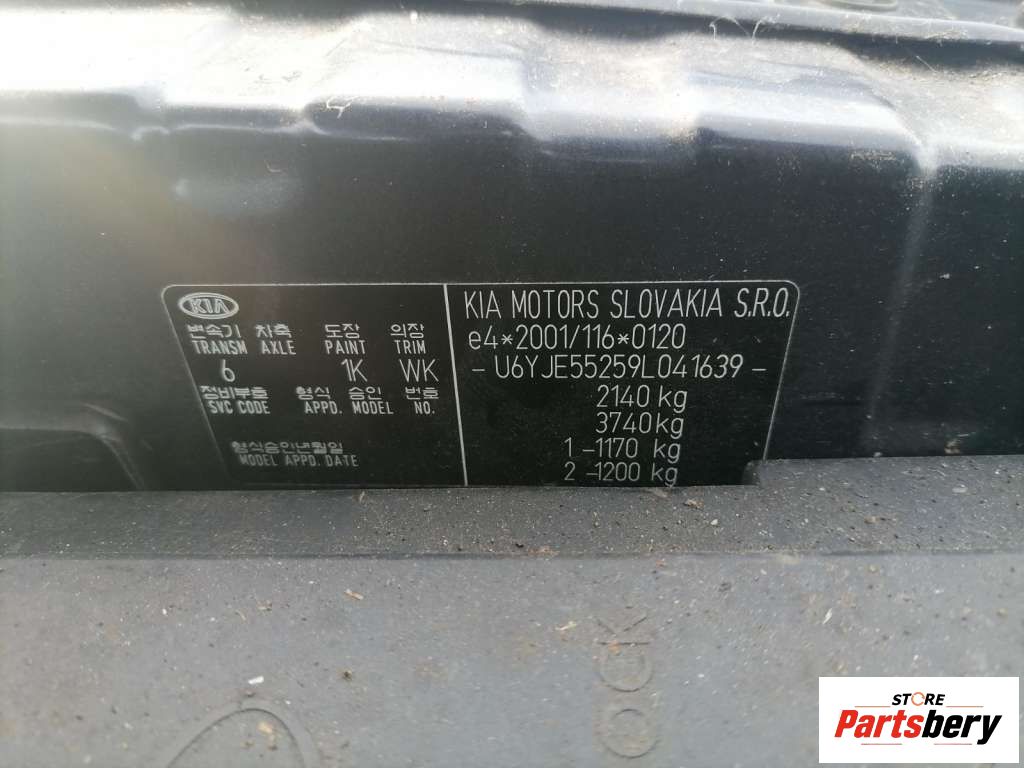 KIA
변속기 차축 도장 의장
TRANSM AXLE PAINT TRIM
6 1K WK
정비부호 형식 승인 번호
SVC CODE APPD. MODEL NO.
형식승인년월일
MODEL APPD. DATE
KIA MOTORS SLOVAKIA S.R.O.
e4*2001/116*0120
- U6YJE55259L041639 -
2140 kg
3740 kg
1 -1170 kg
2 -1200 kg
STORE
Partsbery